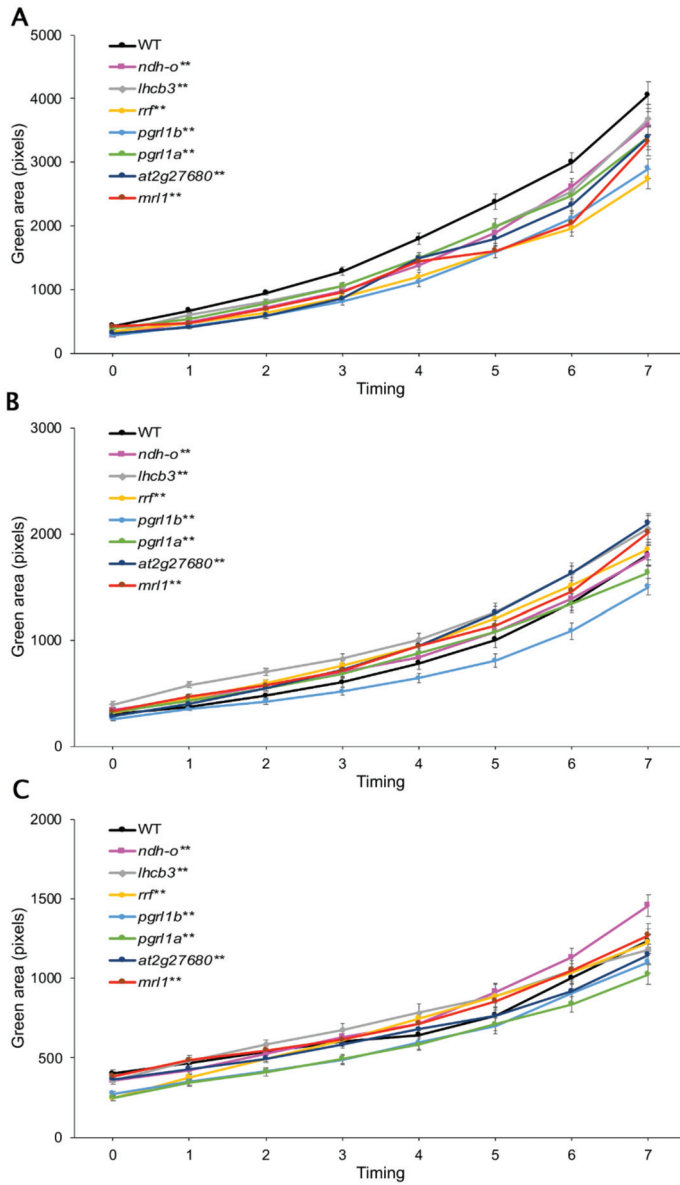 A
5000
4000
3000
2000
1000
0
Green area (pixels)
WT
ndh-o**
lhcb3**
rrf**
pgrl1b**
pgrl1a**
at2g27680**
mrl1**
0 1 2 3 4 5 6 7
Timing
B
3000
2000
1000
0
Green area (pixels)
WT
ndh-o**
lhcb3**
rrf**
pgrl1b**
pgrl1a**
at2g27680**
mrl1**
0 1 2 3 4 5 6 7
Timing
C
2000
1500
1000
500
0
Green area (pixels)
WT
ndh-o**
lhcb3**
rrf**
pgrl1b**
pgrl1a**
at2g27680**
mrl1**
0 1 2 3 4 5 6 7
Timing